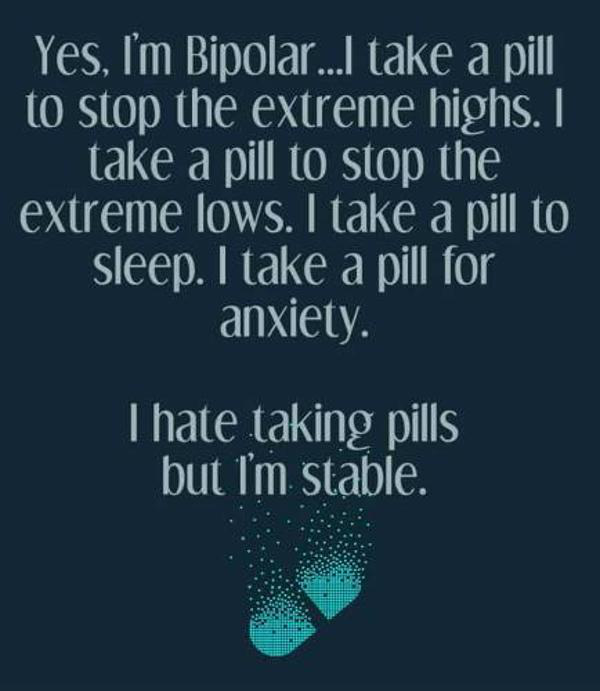 Yes, I'm Bipolar...I take a pill
to stop the extreme highs. I
take a pill to stop the
extreme lows. I take a pill to
sleep. I take a pill for
anxiety.
I hate taking pills
but I'm stable.